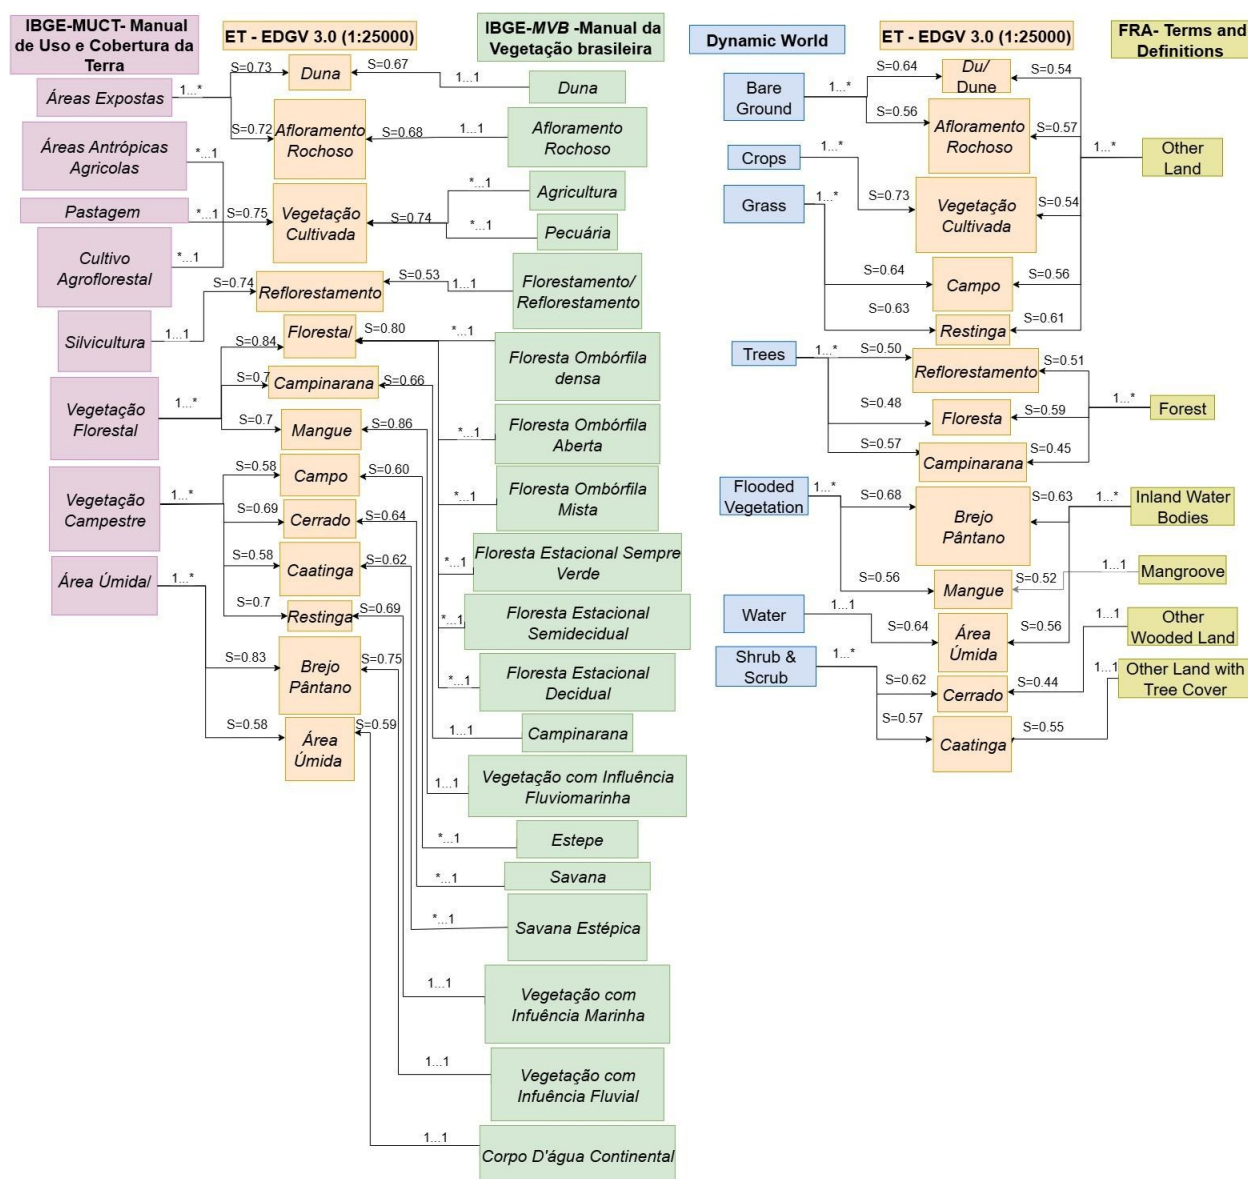 IBGE-MUCT- Manual
de Uso e Cobertura da
Terra
Áreas Expostas
Áreas Antrópicas
Agricolas
Pastagem
Cultivo
Agroflorestal
Silvicultura
Vegetação
Florestal
Vegetação
Campestre
Área Úmidal
1...*
*...1
*...1
*...1
1...1
1...*
1...*
1...*
S=0.73
S=0.72
S=0.75
S=0.74
S=0.84
S=0.7
S=0.7
S=0.58
S=0.69
S=0.58
S=0.7
S=0.83
S=0.58
ET - EDGV 3.0 (1:25000)
Duna
Afloramento
Rochoso
Vegetação
Cultivada
Reflorestamento
Florestal
Campinarana
Mangue
Campo
Cerrado
Caatinga
Restinga
Brejo
Pântano
Área
Úmida
S=0.67
S=0.68
S=0.74
S=0.53
S=0.80
S=0.66
S=0.86
S=0.60
S=0.64
S=0.62
S=0.69
S=0.75
S=0.59
1...1
1...1
*...1
*...1
1...1
*...1
*...1
*...1
*...1
*...1
*...1
1...1
1...1
*...1
*...1
*...1
1...1
1...1
1...1
IBGE-MVB -Manual da
Vegetação brasileira
Duna
Afloramento
Rochoso
Agricultura
Pecuária
Florestamento/
Reflorestamento
Floresta Ombórfila
densa
Floresta Ombórfila
Aberta
Floresta Ombórfila
Mista
Floresta Estacional Sempre
Verde
Floresta Estacional
Semidecidual
Floresta Estacional
Decidual
Campinarana
Vegetação com Influência
Fluviomarinha
Estepe
Savana
Savana Estépica
Vegetação com
Infuência Marinha
Vegetação com
Infuência Fluvial
Corpo D'água Continental
Dynamic World
Bare
Ground
Crops
Grass
Trees
Flooded
Vegetation
Water
Shrub &
Scrub
1...*
1...*
1...*
1...*
1...*
1...1
1...*
S=0.64
S=0.56
S=0.73
S=0.64
S=0.63
S=0.50
S=0.48
S=0.57
S=0.68
S=0.56
S=0.64
S=0.62
S=0.57
ET - EDGV 3.0 (1:25000)
Du/
Dune
Afloramento
Rochoso
Vegetação
Cultivada
Campo
Restinga
Reflorestamento
Floresta
Campinarana
Brejo
Pântano
Mangue
Área
Úmida
Cerrado
Caatinga
S=0.54
S=0.57
S=0.54
S=0.56
S=0.61
S=0.51
S=0.59
S=0.45
S=0.63
S=0.52
S=0.56
S=0.44
S=0.55
1...*
1...*
1...*
1...1
1...1
1...1
FRA- Terms and
Definitions
Other
Land
Forest
Inland Water
Bodies
Mangroove
Other
Wooded Land
Other Land with
Tree Cover